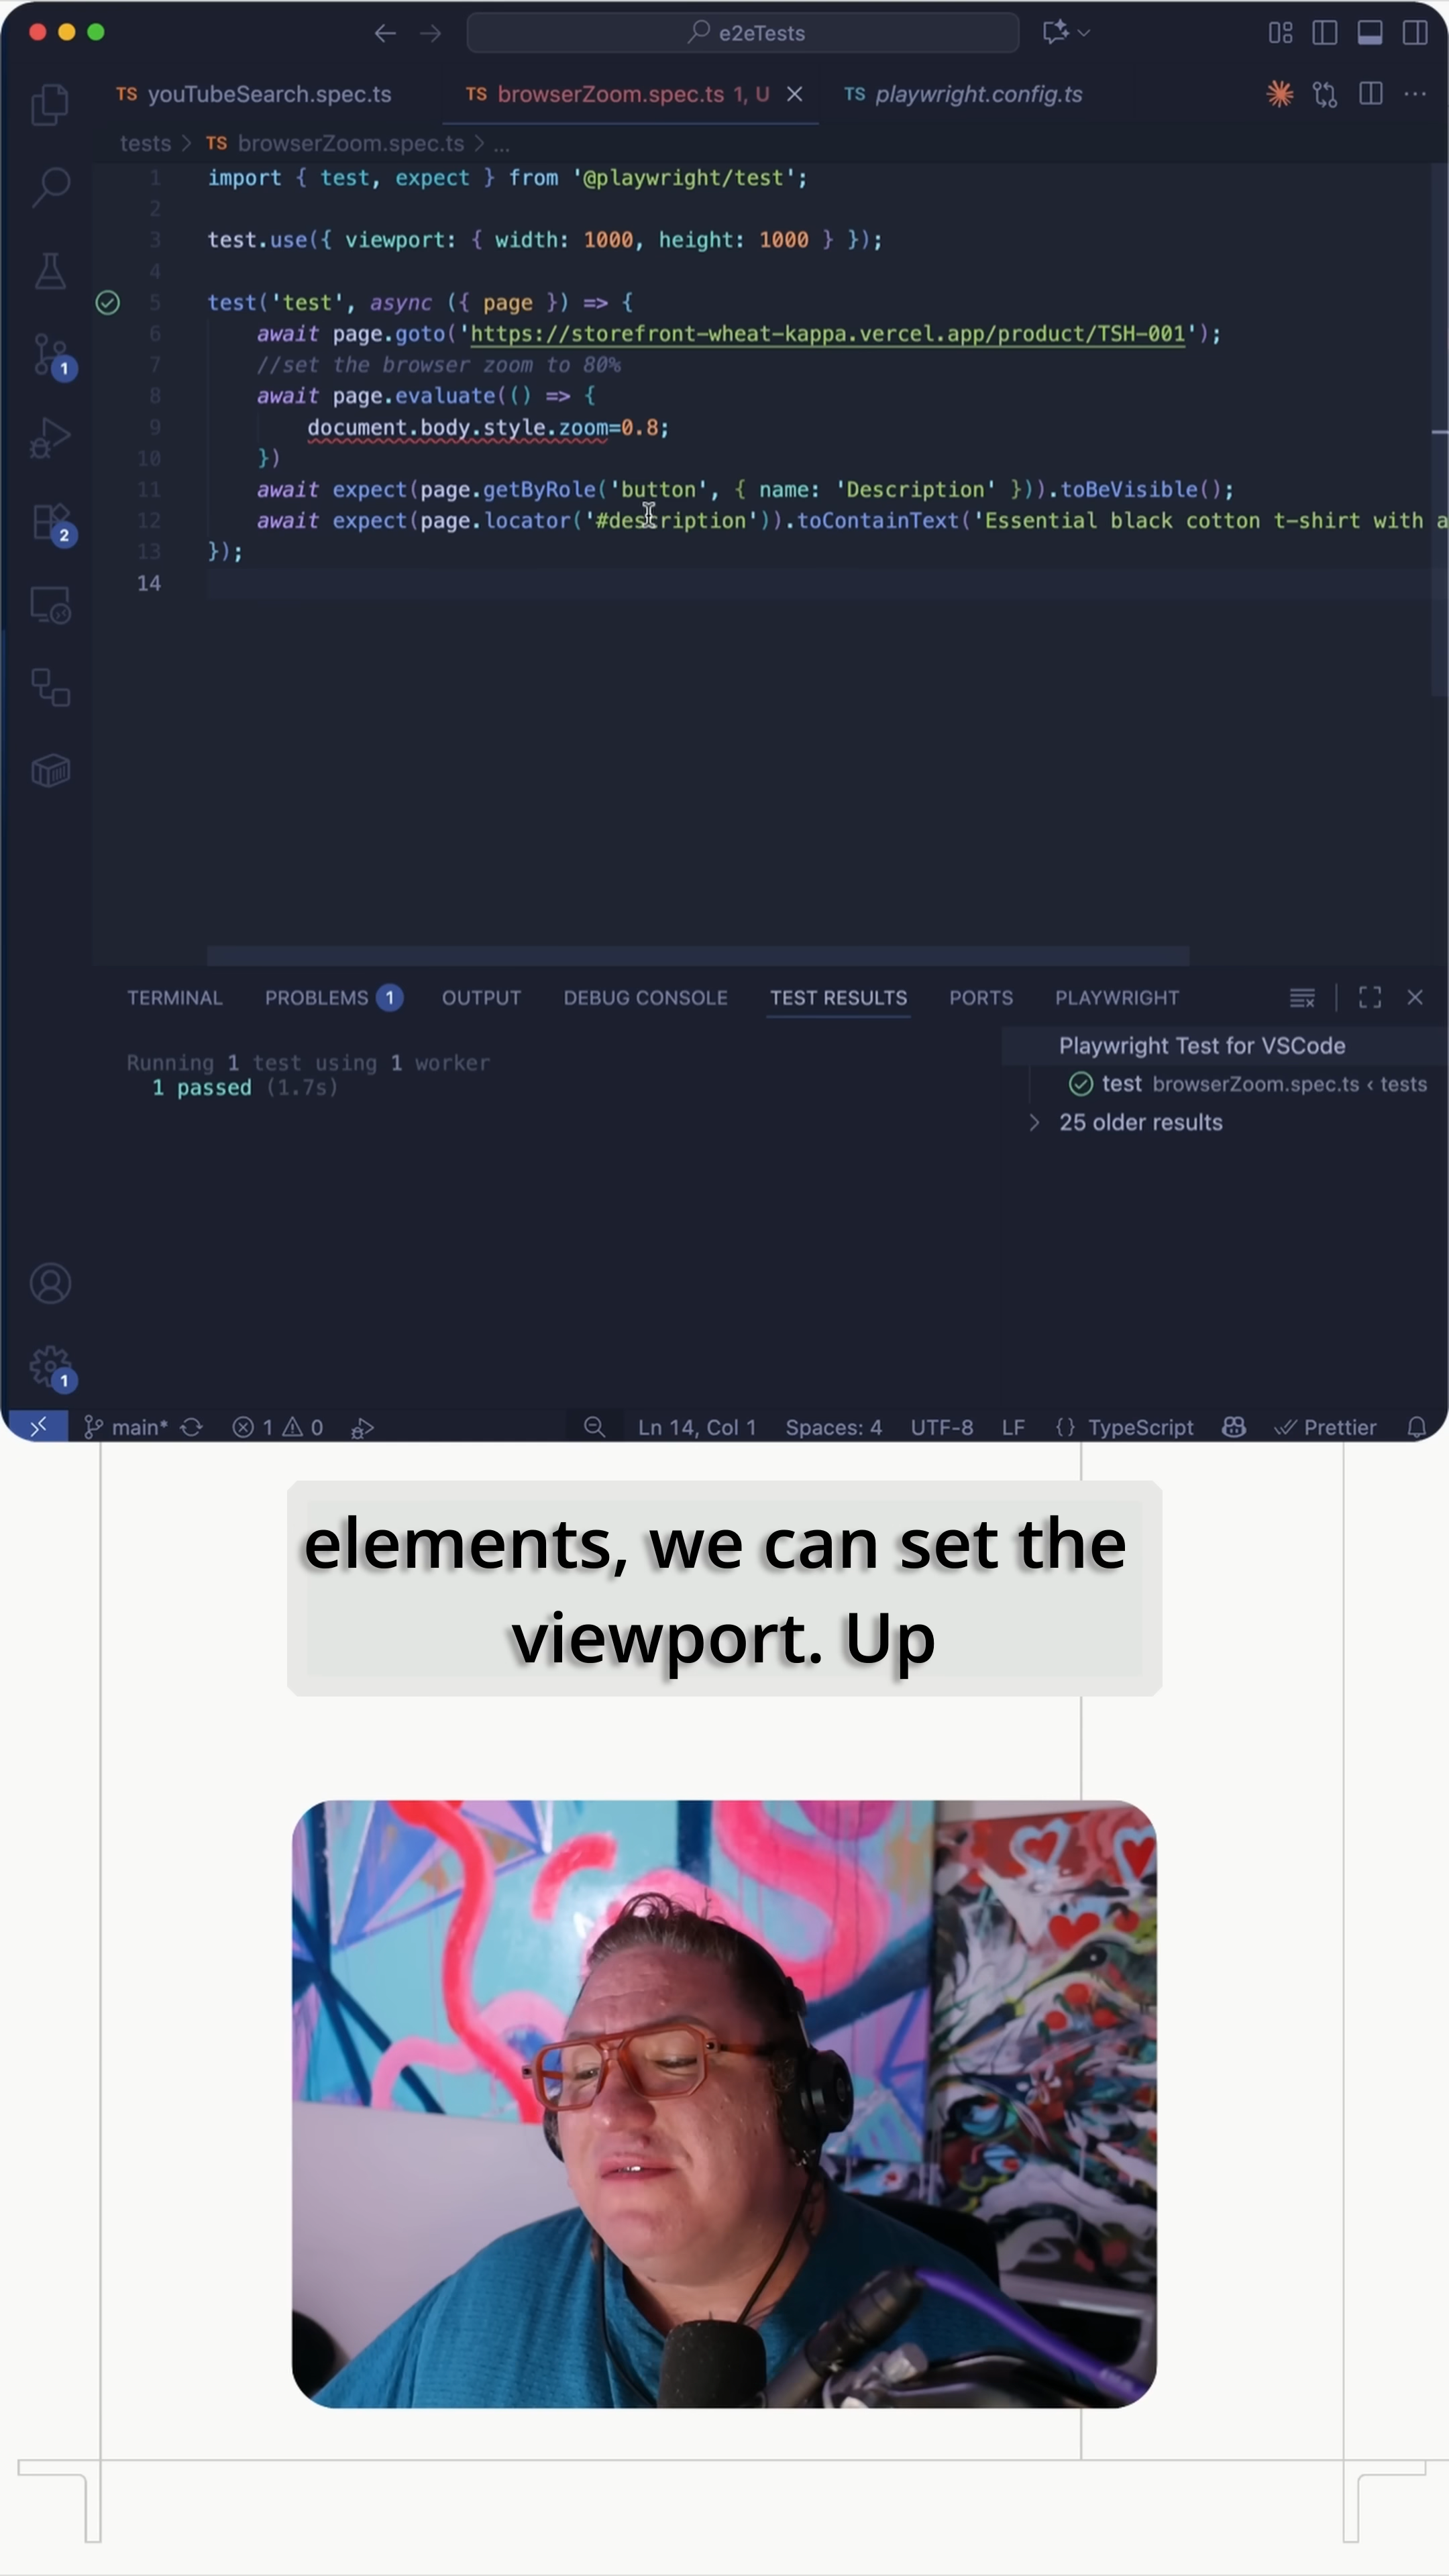 e2eTests
TS youTubeSearch.spec.ts TS browserZoom.spec.ts 1, U TS playwright.config.ts
tests > TS browserZoom.spec.ts > ...
1 import { test, expect } from '@playwright/test';
2
3 test.use({ viewport: { width: 1000, height: 1000 } });
4
5 test('test', async ({ page }) => {
6 await page.goto('https://storefront-wheat-kappa.vercel.app/product/TSH-001');
7 //set the browser zoom to 80%
8 await page.evaluate(() => {
9 document.body.style.zoom=0.8;
10 })
11 await expect(page.getByRole('button', { name: 'Description' })).toBeVisible();
12 await expect(page.locator('#description')).toContainText('Essential black cotton t-shirt with a
13 });
14
1
2
TERMINAL PROBLEMS 1 OUTPUT DEBUG CONSOLE TEST RESULTS PORTS PLAYWRIGHT
Running 1 test using 1 worker
1 passed (1.7s)
Playwright Test for VSCode
test browserZoom.spec.ts ‹ tests
25 older results
1
main* 1 0 Ln 14, Col 1 Spaces: 4 UTF-8 LF {} TypeScript Prettier
elements, we can set the
viewport. Up